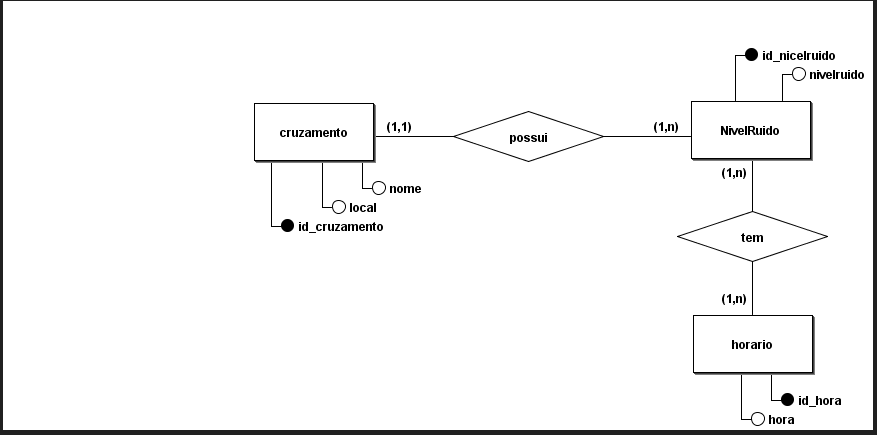 id_nicelruido
nivelruido
cruzamento
(1,1)
possui
(1,n)
NivelRuido
(1,n)
nome
local
id_cruzamento
tem
(1,n)
horario
id_hora
hora